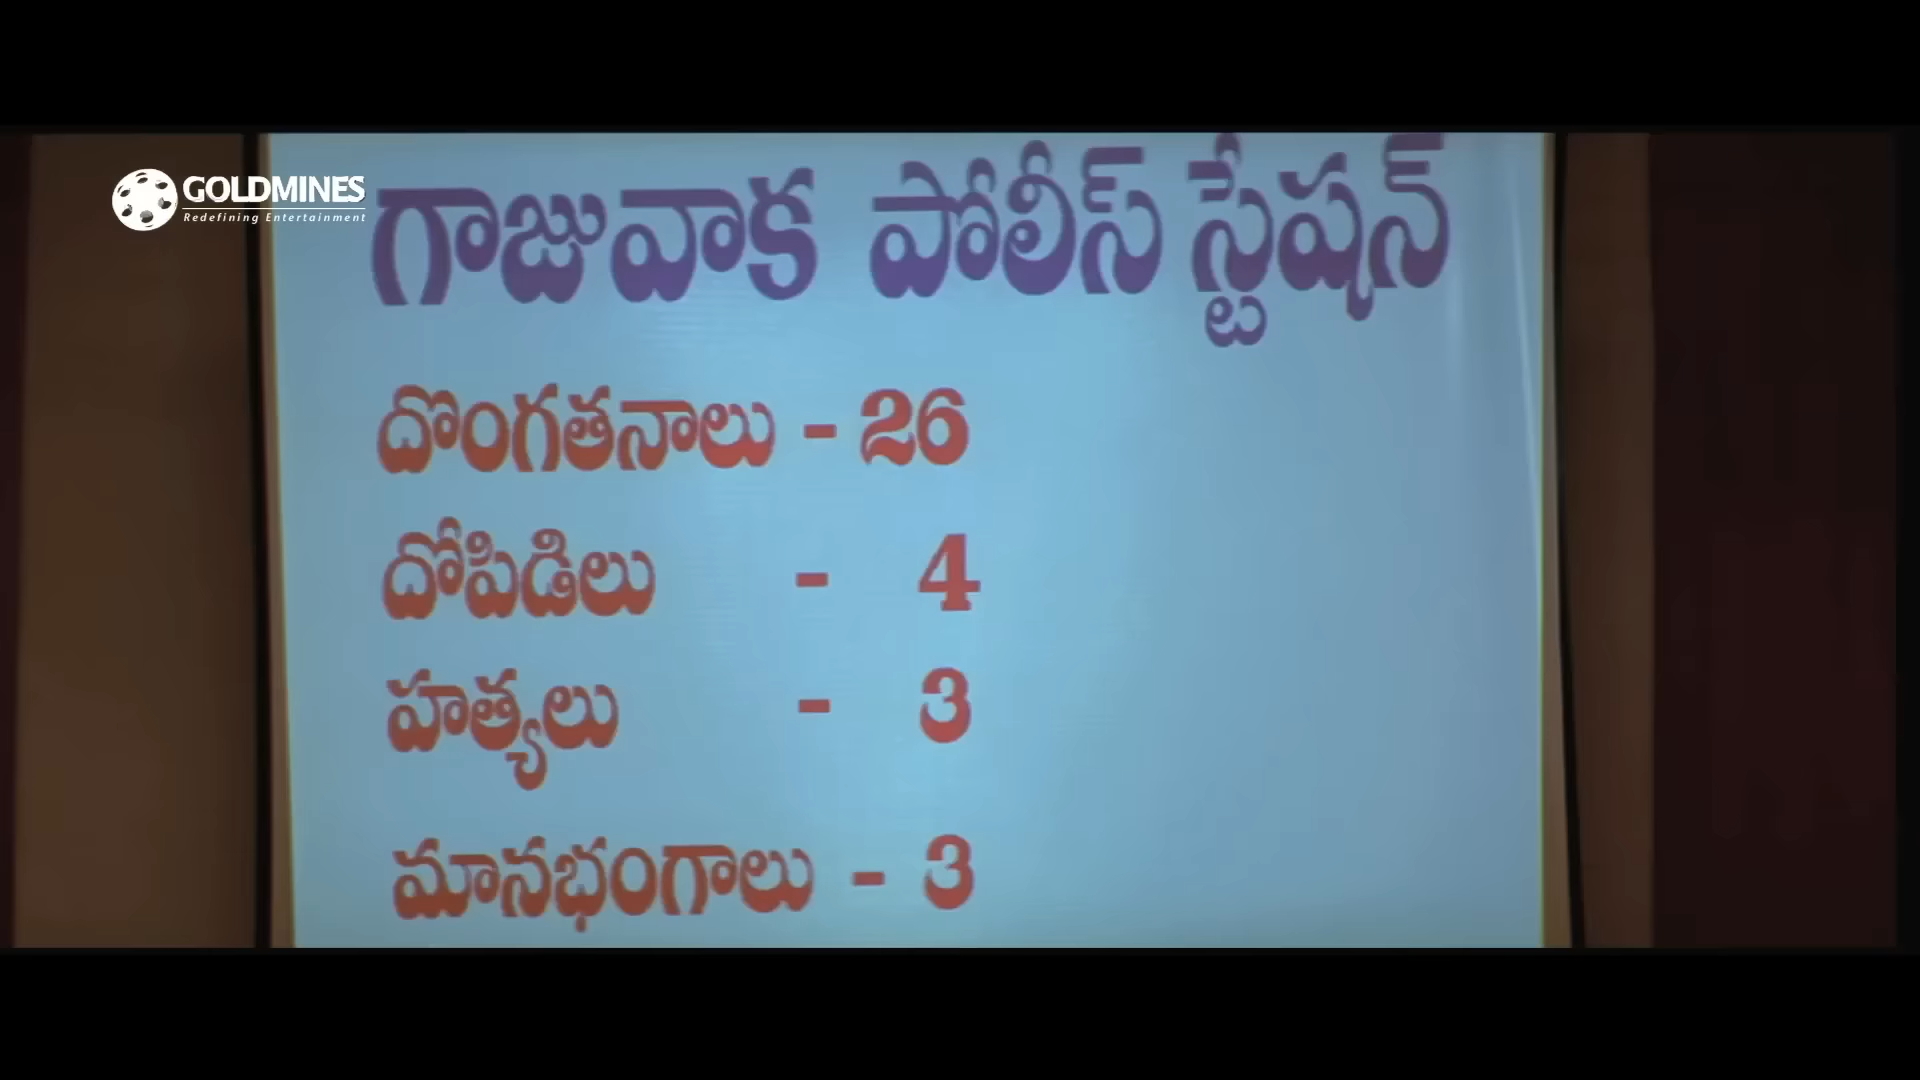 GOLDMINES
Redefining Entertainment
గాజువాక పోలీస్ స్టేషన్
దొంగతనాలు - 26
దోపిడిలు - 4
హత్యలు - 3
మానభంగాలు - 3